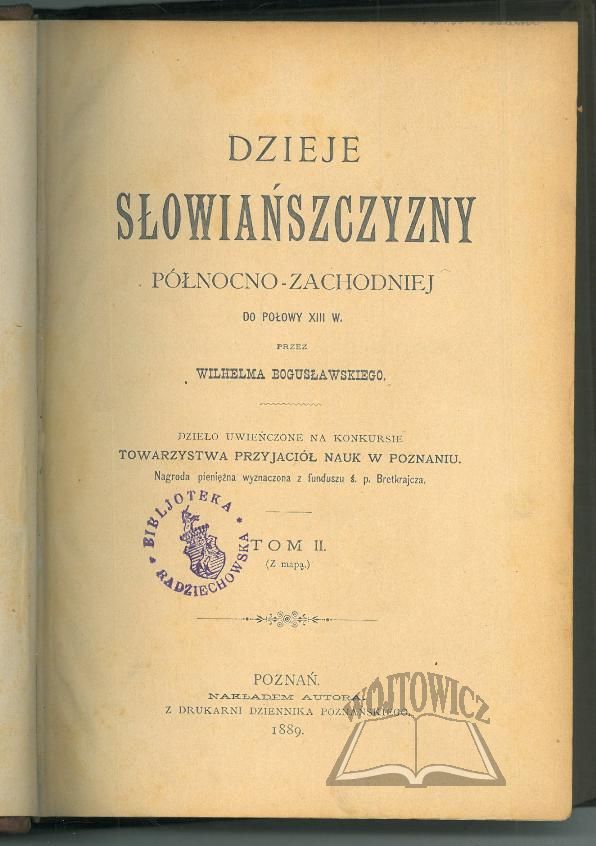 DZIEJE
SŁOWIAŃSZCZYZNY
PÓŁNOCNO-ZACHODNIEJ
DO POŁOWY XIII W.
PRZEZ
WILHELMA BOGUSŁAWSKIEGO.
DZIEŁO UWIEŃCZONE NA KONKURSIE
TOWARZYSTWA PRZYJACIÓŁ NAUK W POZNANIU.
Nagroda pieniężna wyznaczona z funduszu ś. p. Bretkrajcza.
BIBLJOTEKA
RADZIECHOWSKA
TOM II.
(Z mapą.)
POZNAŃ.
NAKŁADEM AUTORA.
Z DRUKARNI DZIENNIKA POZNAŃSKIEGO.
1889.
WÓJTOWICZ